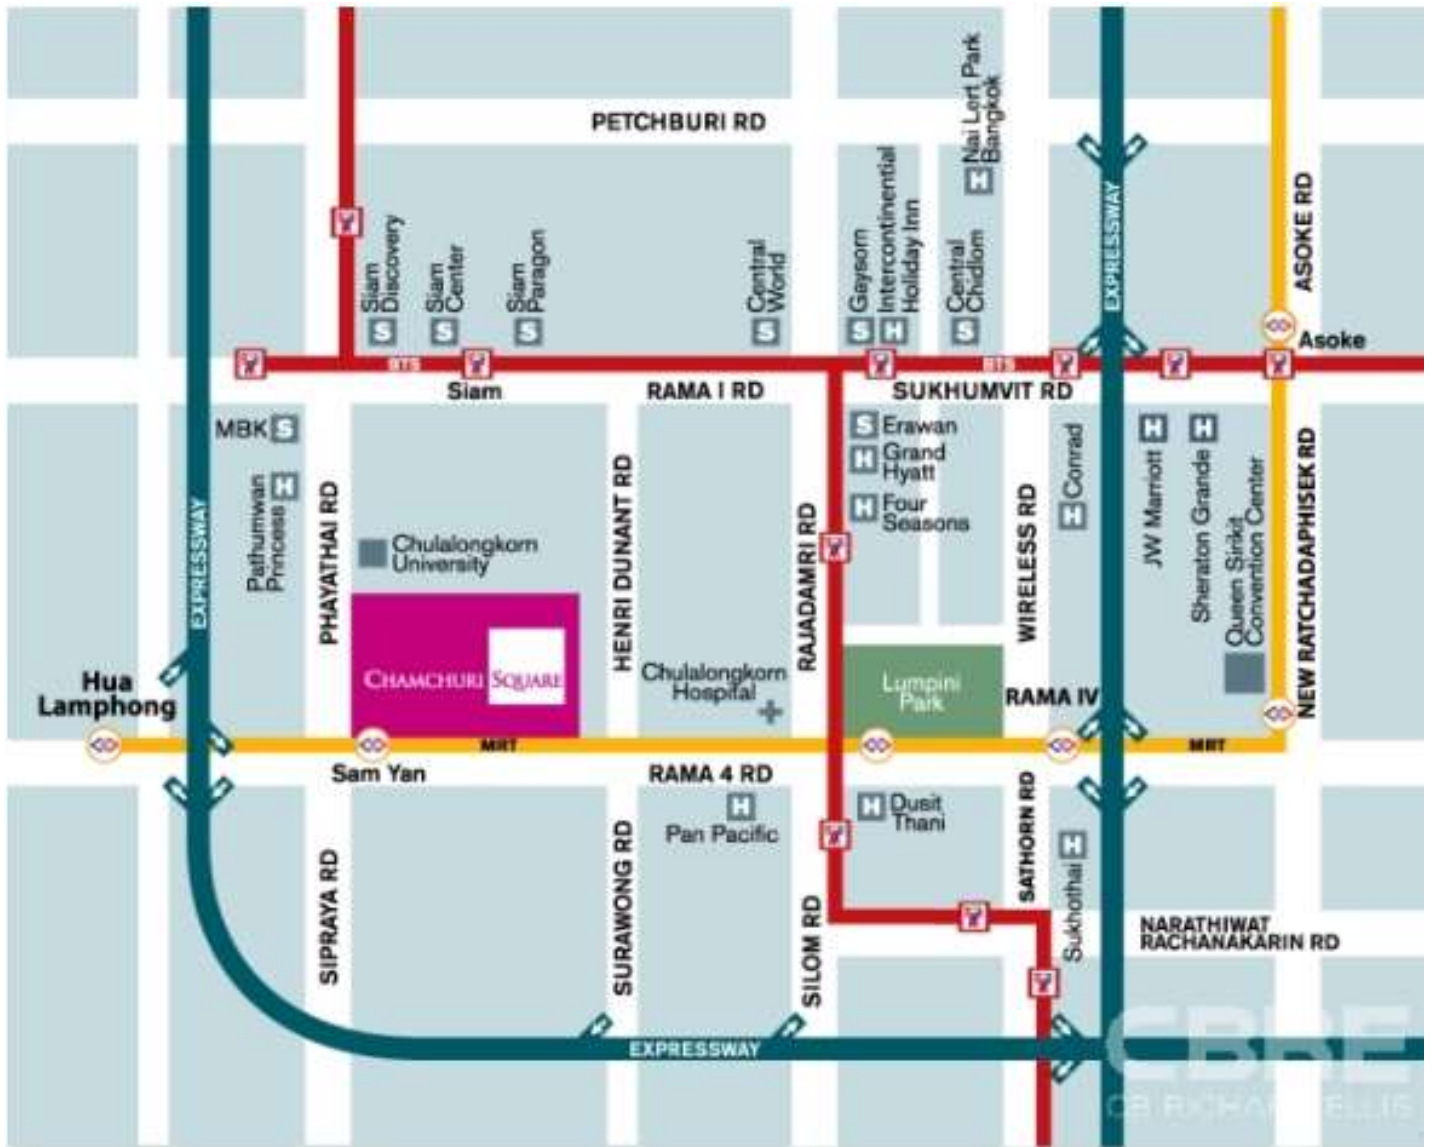 PETCHBURI RD
Nai Lert Park
Bangkok
ASOKE RD
EXPRESSWAY
Siam
Discovery
S
Siam
Center
S
Siam
Paragon
S
Central
World
S
Gaysorn
S
Intercontinental
Holiday Inn
H
Central
Chidlom
S
H
Asoke
BTS
BTS
Siam
RAMA I RD
SUKHUMVIT RD
MBK
S
Pathumwan
Princess
H
EXPRESSWAY
PHAYATHAI RD
Chulalongkorn
University
HENRI DUNANT RD
RAJADAMRI RD
S
Erawan
H
Grand
Hyatt
H
Four
Seasons
WIRELESS RD
Conrad
H
JW Marriott
H
Sheraton Grande
H
Queen Sirikit
Convention Center
NEW RATCHADAPHISEK RD
Hua
Lamphong
CHAMCHURI SQUARE
Chulalongkorn
Hospital
Lumpini
Park
RAMA IV
MRT
MRT
Sam Yan
RAMA 4 RD
H
Pan Pacific
H
Dusit
Thani
SATHORN RD
H
Sukhothai
SIPRAYA RD
SURAWONG RD
SILOM RD
NARATHIWAT
RACHANAKARIN RD
EXPRESSWAY
CBRE
CB RICHARD ELLIS